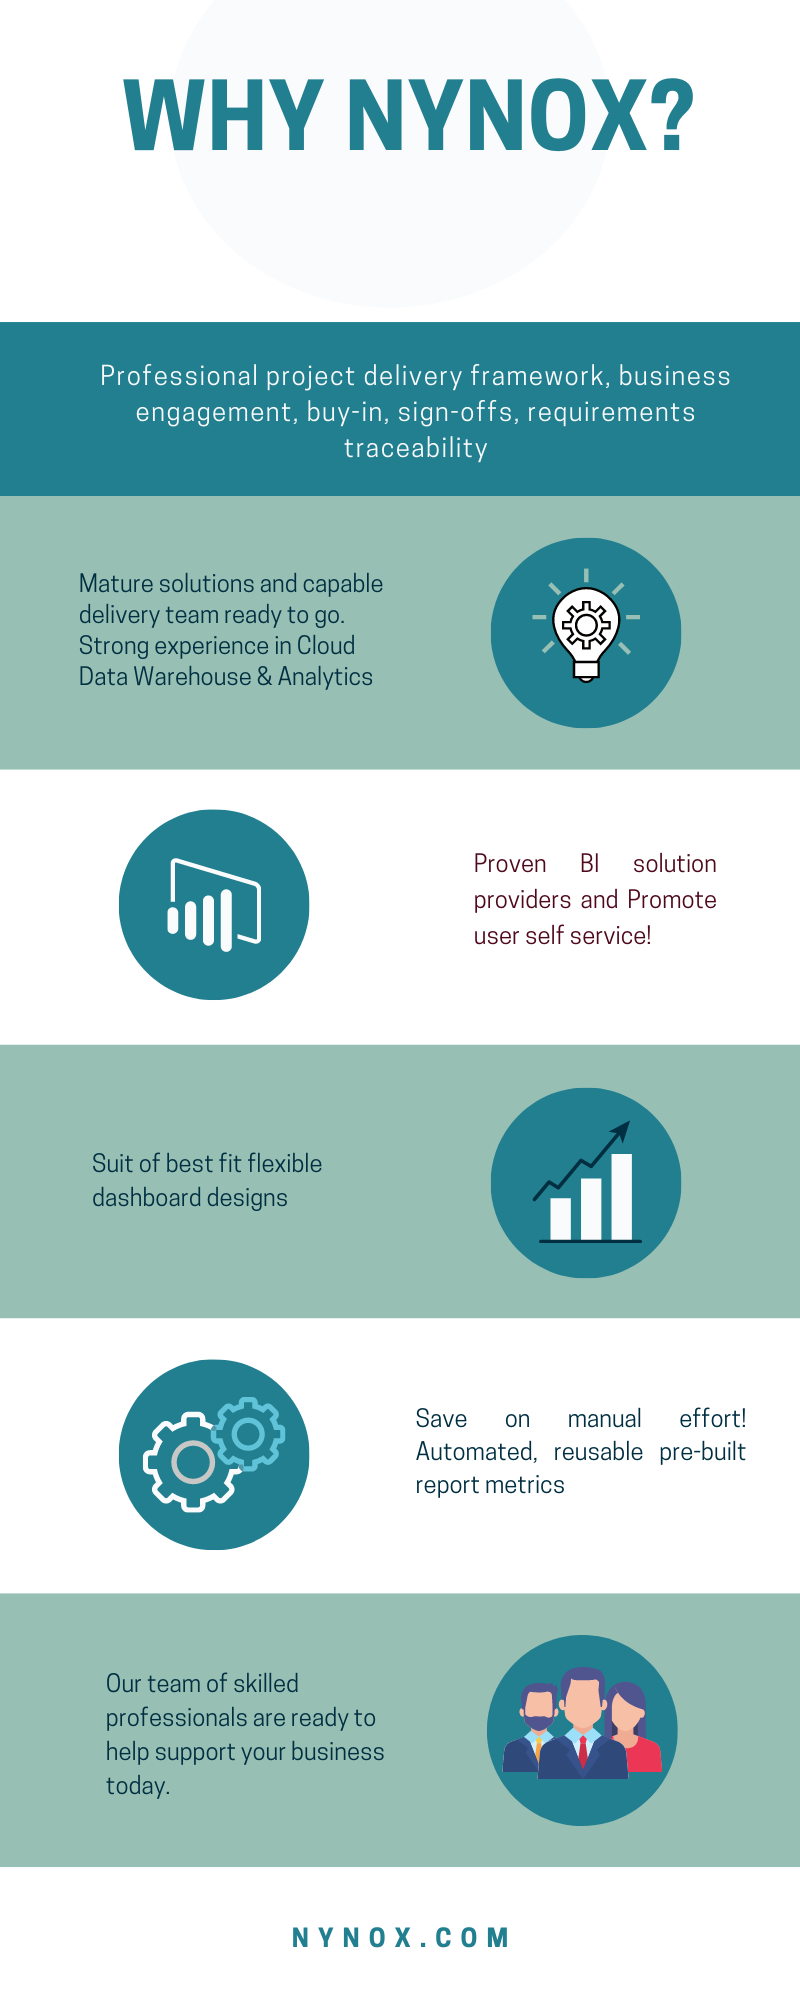 WHY NYNOX?
Professional project delivery framework, business
engagement, buy-in, sign-offs, requirements
traceability
Mature solutions and capable
delivery team ready to go.
Strong experience in Cloud
Data Warehouse & Analytics
Proven BI solution
providers and Promote
user self service!
Suit of best fit flexible
dashboard designs
Save on manual effort!
Automated, reusable pre-built
report metrics
Our team of skilled
professionals are ready to
help support your business
today.
NYNOX.COM